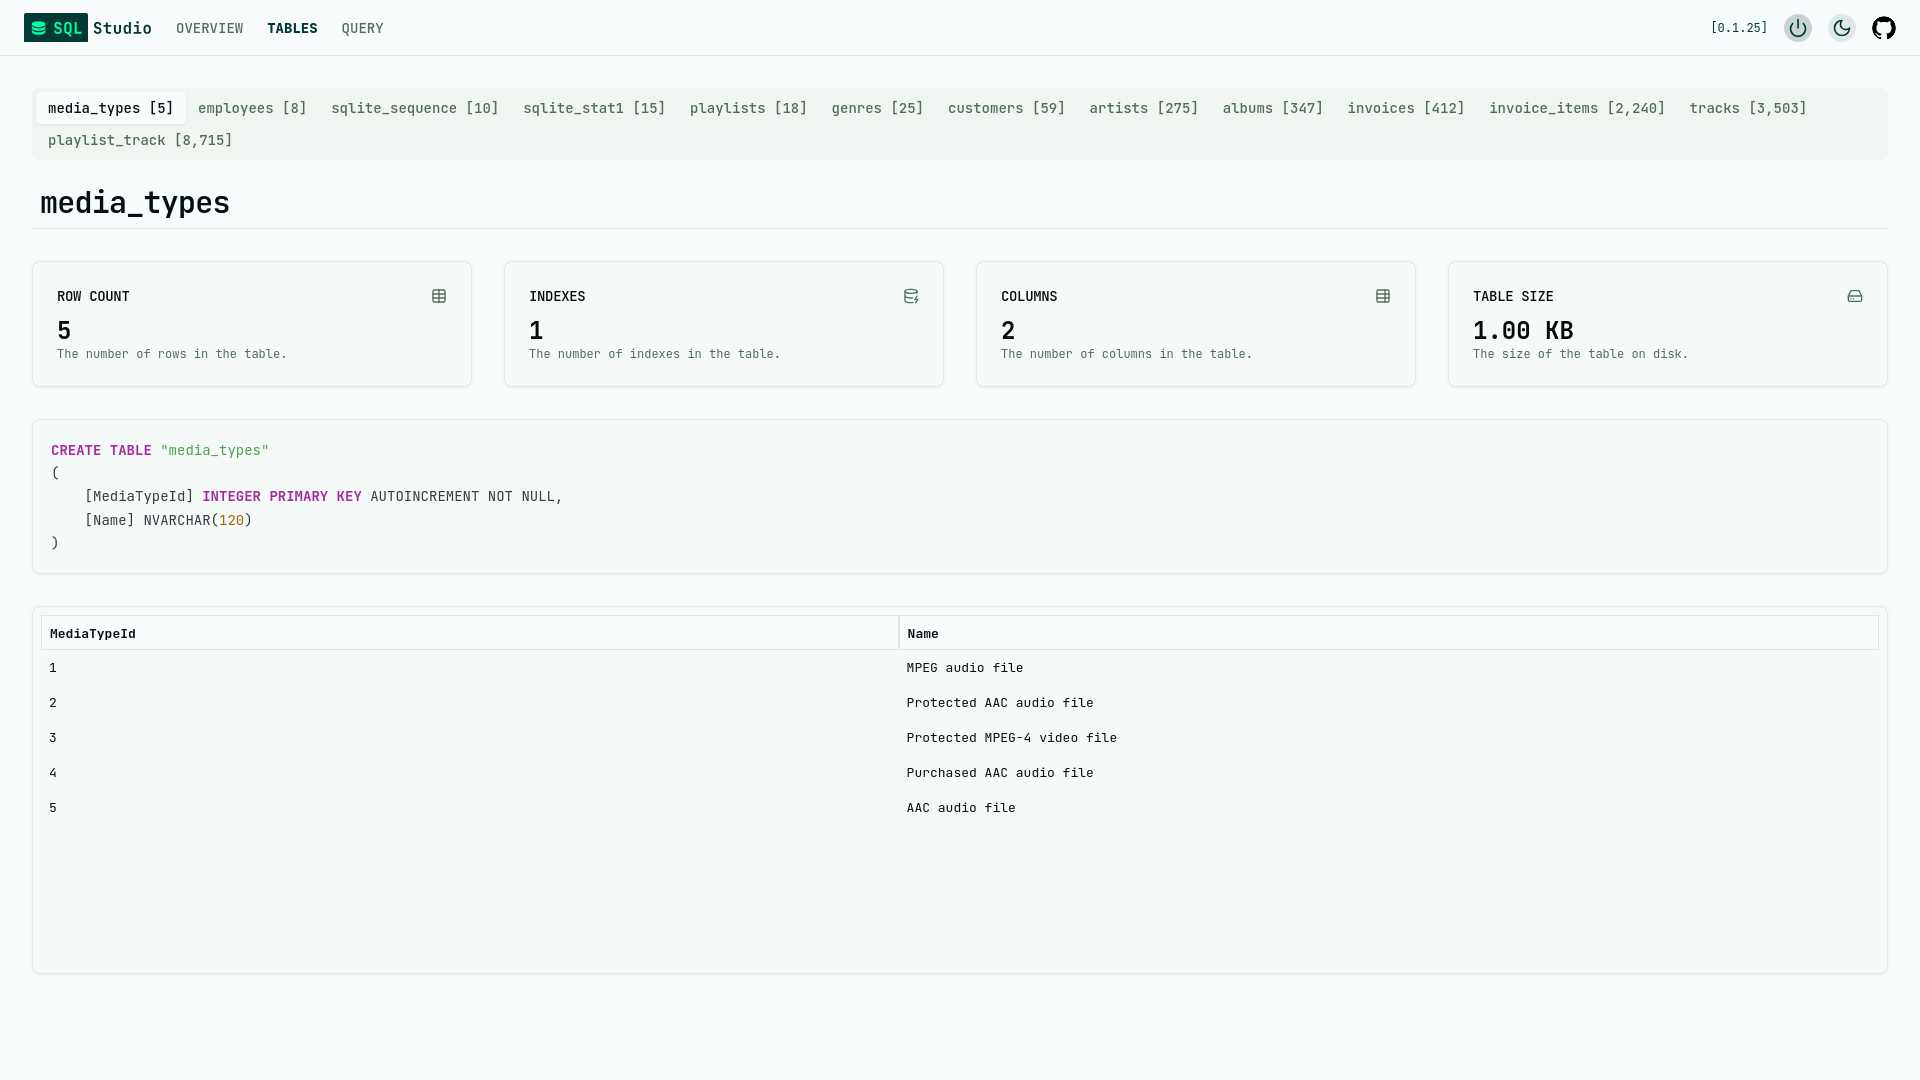 SQL Studio OVERVIEW TABLES QUERY [0.1.25]
media_types [5] employees [8] sqlite_sequence [10] sqlite_stat1 [15] playlists [18] genres [25] customers [59] artists [275] albums [347] invoices [412] invoice_items [2,240] tracks [3,503]
playlist_track [8,715]
media_types
ROW COUNT
5
The number of rows in the table.
INDEXES
1
The number of indexes in the table.
COLUMNS
2
The number of columns in the table.
TABLE SIZE
1.00 KB
The size of the table on disk.
CREATE TABLE "media_types"
(
    [MediaTypeId] INTEGER PRIMARY KEY AUTOINCREMENT NOT NULL,
    [Name] NVARCHAR(120)
)
MediaTypeId Name
1 MPEG audio file
2 Protected AAC audio file
3 Protected MPEG-4 video file
4 Purchased AAC audio file
5 AAC audio file